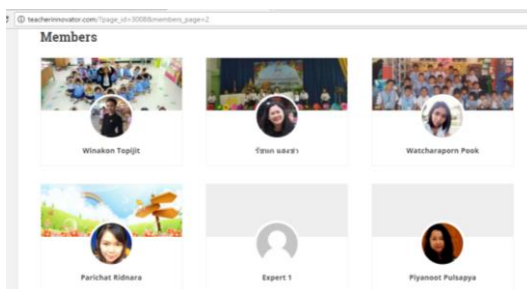 teacherinnovator.com/?page_id=3008&members_page=2
Members
Winakon Topijit
Watcharaporn Pook
Parichat Ridnara
Expert 1
Piyanoot Pulsapya